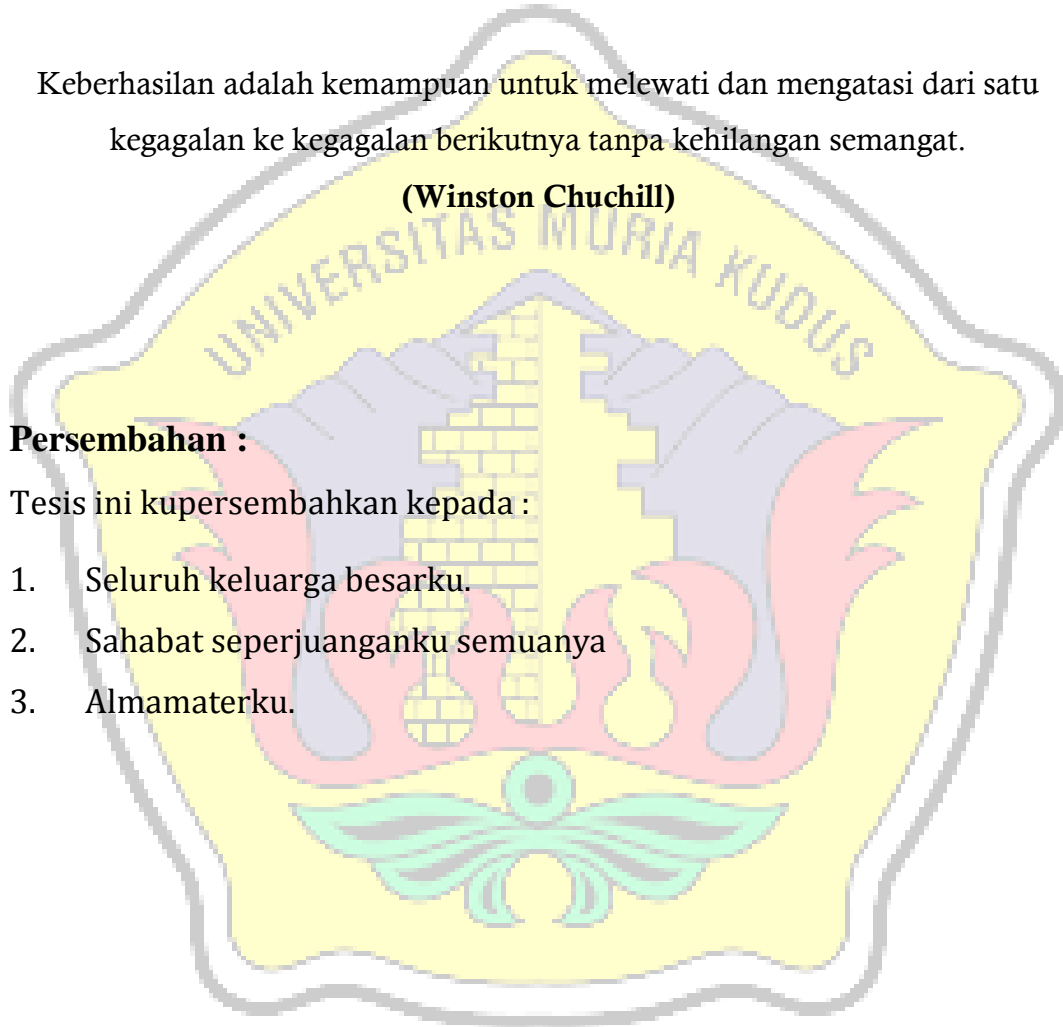 Keberhasilan adalah kemampuan untuk melewati dan mengatasi dari satu
kegagalan ke kegagalan berikutnya tanpa kehilangan semangat.
(Winston Chuchill)
UNIVERSITAS MURIA KUDUS
Persembahan :
Tesis ini kupersembahkan kepada :
1. Seluruh keluarga besarku.
2. Sahabat seperjuanganku semuanya
3. Almamaterku.